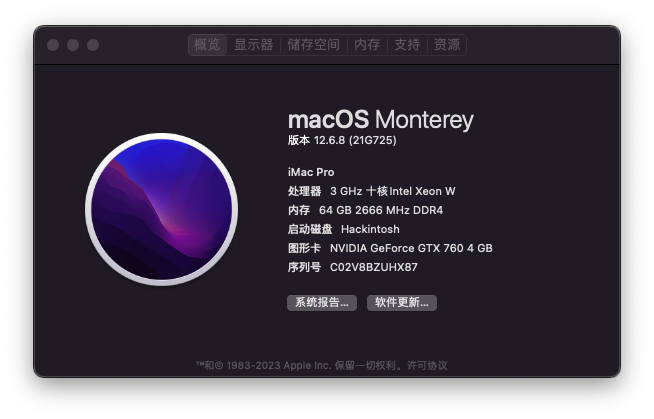 概览 显示器 储存空间 内存 支持 资源
macOS Monterey
版本 12.6.8 (21G725)
iMac Pro
处理器 3 GHz 十核Intel Xeon W
内存 64 GB 2666 MHz DDR4
启动磁盘 Hackintosh
图形卡 NVIDIA GeForce GTX 760 4 GB
序列号 C02V8BZUHX87
系统报告... 软件更新...
™和© 1983-2023 Apple Inc. 保留一切权利。许可协议